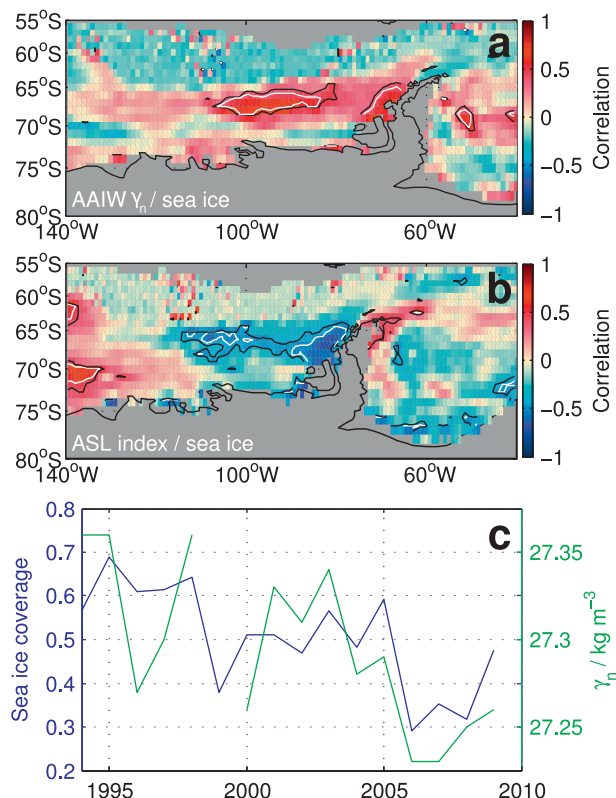 55°S
60°S
65°S
70°S
75°S
80°S
a
AAIW γn / sea ice
140°W
100°W
60°W
1
0.5
0
−0.5
−1
Correlation
55°S
60°S
65°S
70°S
75°S
80°S
b
ASL index / sea ice
140°W
100°W
60°W
1
0.5
0
−0.5
−1
Correlation
0.8
0.7
0.6
0.5
0.4
0.3
0.2
Sea ice coverage
c
27.35
27.3
27.25
γn / kg m−3
1995
2000
2005
2010